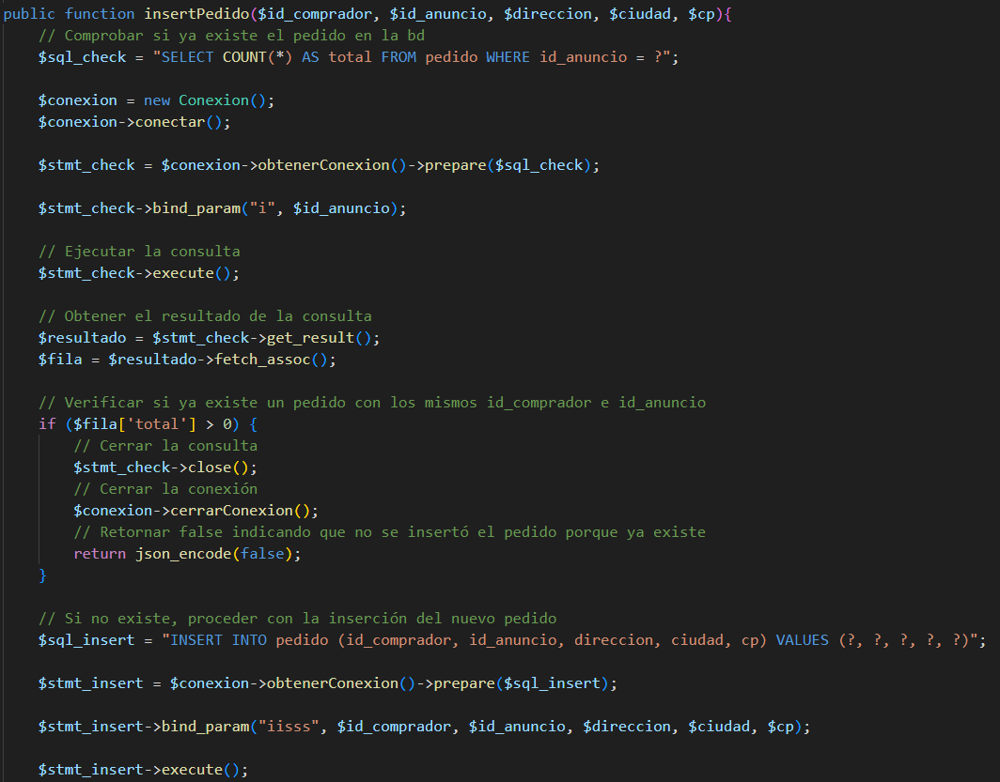 public function insertPedido($id_comprador, $id_anuncio, $direccion, $ciudad, $cp){
// Comprobar si ya existe el pedido en la bd
$sql_check = "SELECT COUNT(*) AS total FROM pedido WHERE id_anuncio = ?";
$conexion = new Conexion();
$conexion->conectar();
$stmt_check = $conexion->obtenerConexion()->prepare($sql_check);
$stmt_check->bind_param("i", $id_anuncio);
// Ejecutar la consulta
$stmt_check->execute();
// Obtener el resultado de la consulta
$resultado = $stmt_check->get_result();
$fila = $resultado->fetch_assoc();
// Verificar si ya existe un pedido con los mismos id_comprador e id_anuncio
if ($fila['total'] > 0) {
// Cerrar la consulta
$stmt_check->close();
// Cerrar la conexión
$conexion->cerrarConexion();
// Retornar false indicando que no se insertó el pedido porque ya existe
return json_encode(false);
}
// Si no existe, proceder con la inserción del nuevo pedido
$sql_insert = "INSERT INTO pedido (id_comprador, id_anuncio, direccion, ciudad, cp) VALUES (?, ?, ?, ?, ?)";
$stmt_insert = $conexion->obtenerConexion()->prepare($sql_insert);
$stmt_insert->bind_param("iisss", $id_comprador, $id_anuncio, $direccion, $ciudad, $cp);
$stmt_insert->execute();